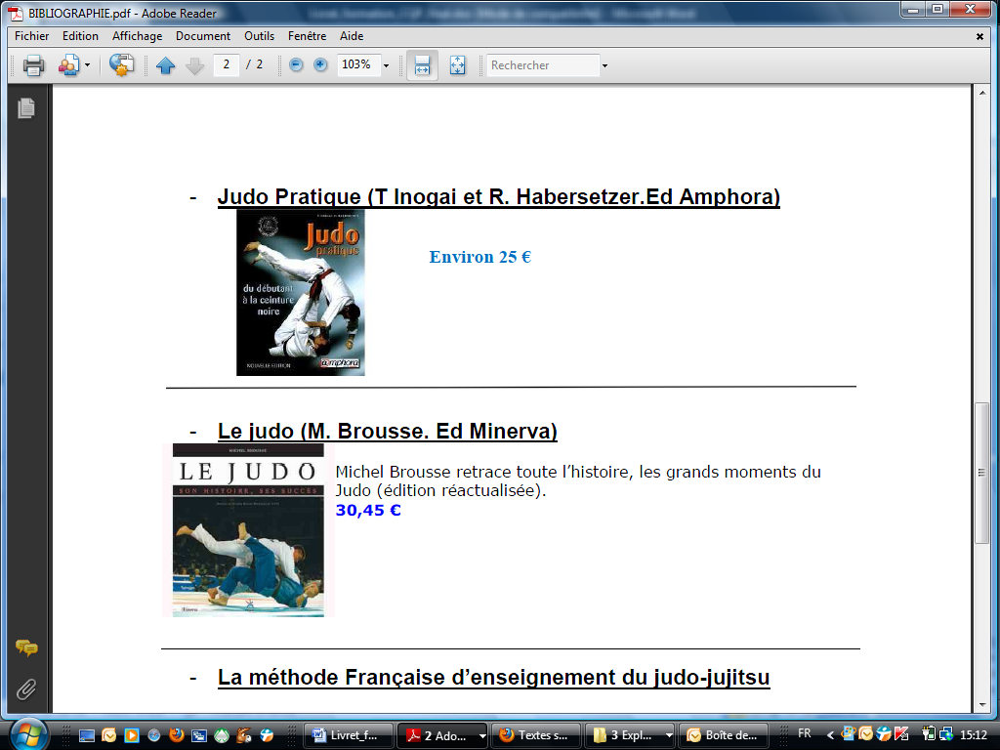 BIBLIOGRAPHIE.pdf - Adobe Reader
Fichier Edition Affichage Document Outils Fenêtre Aide
2 / 2 103% Rechercher
- Judo Pratique (T Inogai et R. Habersetzer.Ed Amphora)
Judo
pratique
Environ 25 €
du débutant
à la ceinture
noire
NOUVELLE EDITION
amphora
- Le judo (M. Brousse. Ed Minerva)
MICHEL BROUSSE
LE JUDO
SON HISTOIRE, SES SUCCÈS
Michel Brousse retrace toute l'histoire, les grands moments du
Judo (édition réactualisée).
30,45 €
- La méthode Française d'enseignement du judo-jujitsu
Livret_f... 2 Ado... Textes s... 3 Expl... Boîte de... FR 15:12